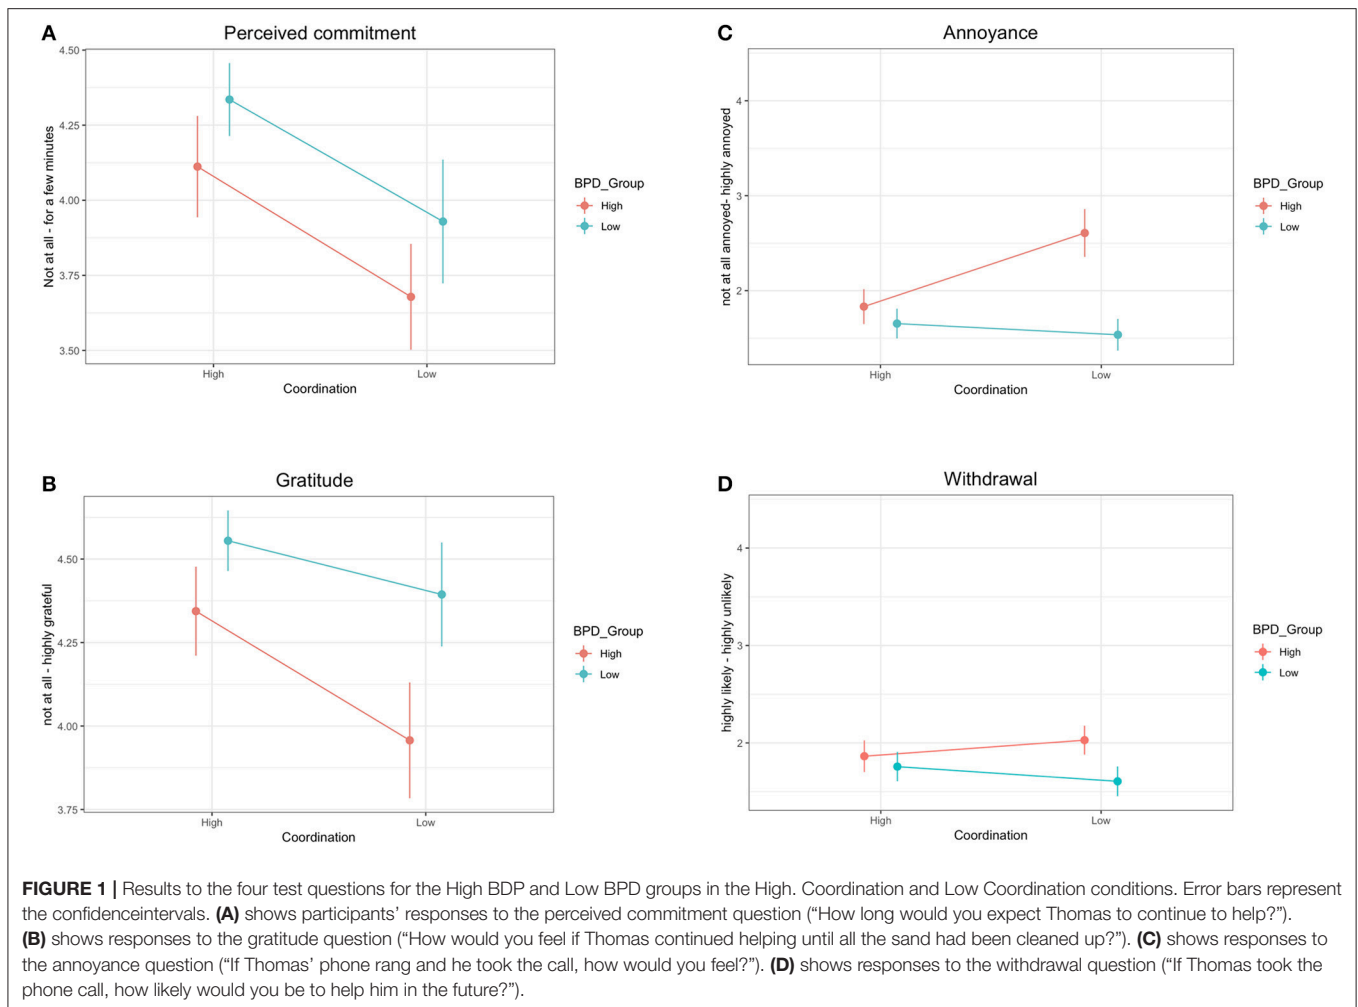 A
Perceived commitment
4.50
4.25
4.00
3.75
3.50
Not at all - for a few minutes
High
Low
Coordination
BPD_Group
High
Low
C
Annoyance
4
3
2
not at all annoyed- highly annoyed
High
Low
Coordination
BPD_Group
High
Low
B
Gratitude
4.50
4.25
4.00
3.75
not at all - highly grateful
High
Low
Coordination
BPD_Group
High
Low
D
Withdrawal
4
3
2
highly likely - highly unlikely
High
Low
Coordination
BPD_Group
High
Low
FIGURE 1 | Results to the four test questions for the High BDP and Low BPD groups in the High. Coordination and Low Coordination conditions. Error bars represent
the confidenceintervals. (A) shows participants’ responses to the perceived commitment question (“How long would you expect Thomas to continue to help?”).
(B) shows responses to the gratitude question (“How would you feel if Thomas continued helping until all the sand had been cleaned up?”). (C) shows responses to
the annoyance question (“If Thomas’ phone rang and he took the call, how would you feel?”). (D) shows responses to the withdrawal question (“If Thomas took the
phone call, how likely would you be to help him in the future?”).